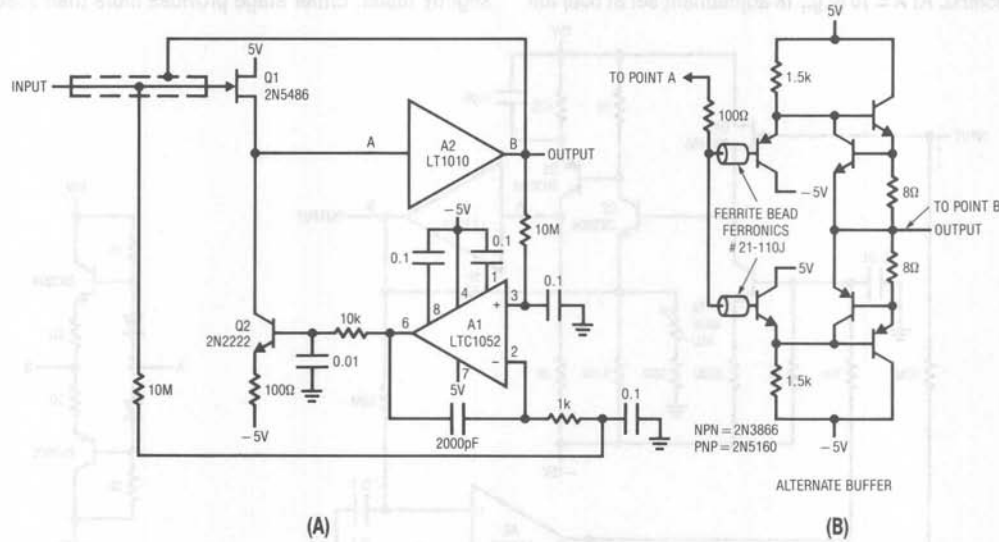 5V
INPUT
Q1
2N5486
A
A2
LT1010
B
OUTPUT
-5V
10M
0.1
0.1
0.1
8
4
1
3
+
6
A1
LTC1052
2
-
7
5V
10k
Q2
2N2222
0.01
100Ω
-5V
10M
1k
0.1
2000pF
(A)
5V
TO POINT A
1.5k
100Ω
-5V
8Ω
FERRITE BEAD
FERRONICS
#21-110J
TO POINT B
OUTPUT
5V
8Ω
1.5k
NPN = 2N3866
PNP = 2N5160
-5V
ALTERNATE BUFFER
(B)